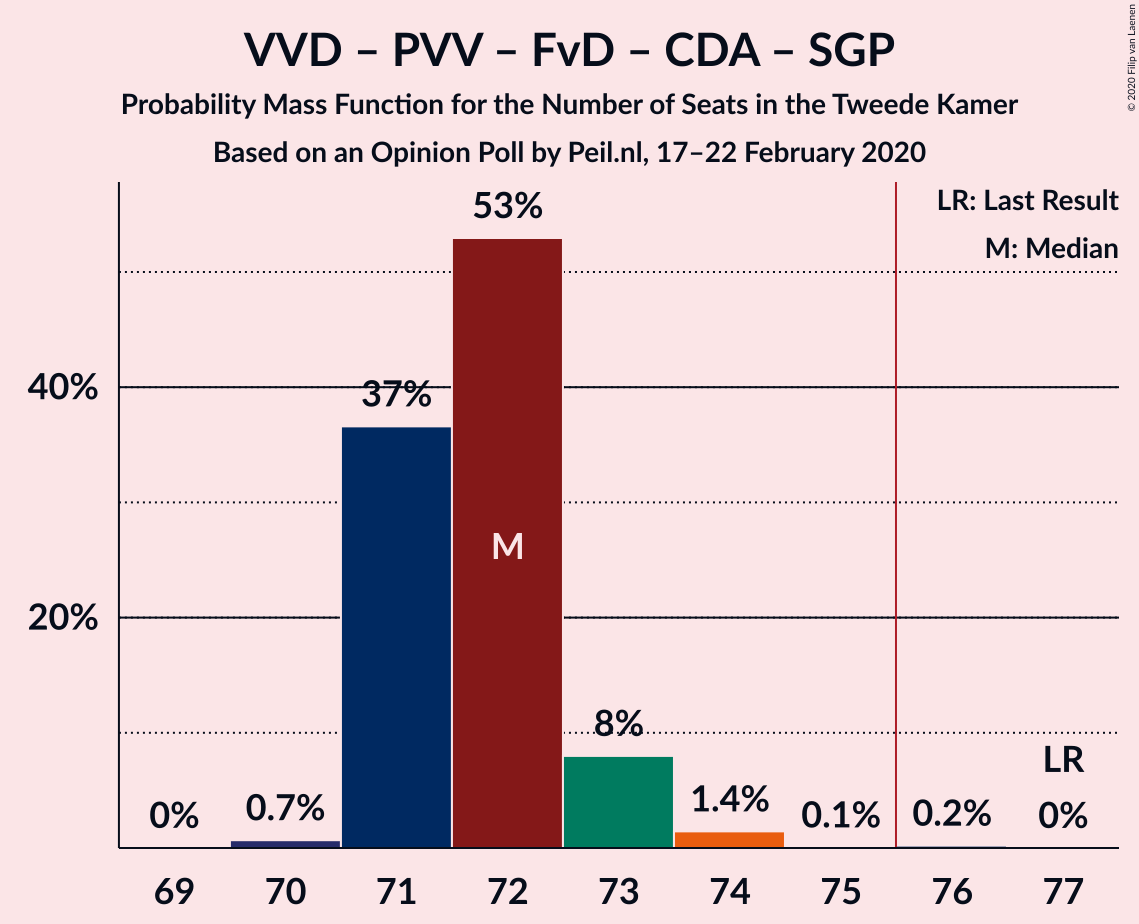 VVD – PVV – FvD – CDA – SGP
Probability Mass Function for the Number of Seats in the Tweede Kamer
Based on an Opinion Poll by Peil.nl, 17–22 February 2020
© 2020 Filip van Laenen
LR: Last Result
M: Median
53%
40%
37%
M
20%
8%
LR
0%
0.7%
1.4%
0.1%
0.2%
0%
69 70 71 72 73 74 75 76 77